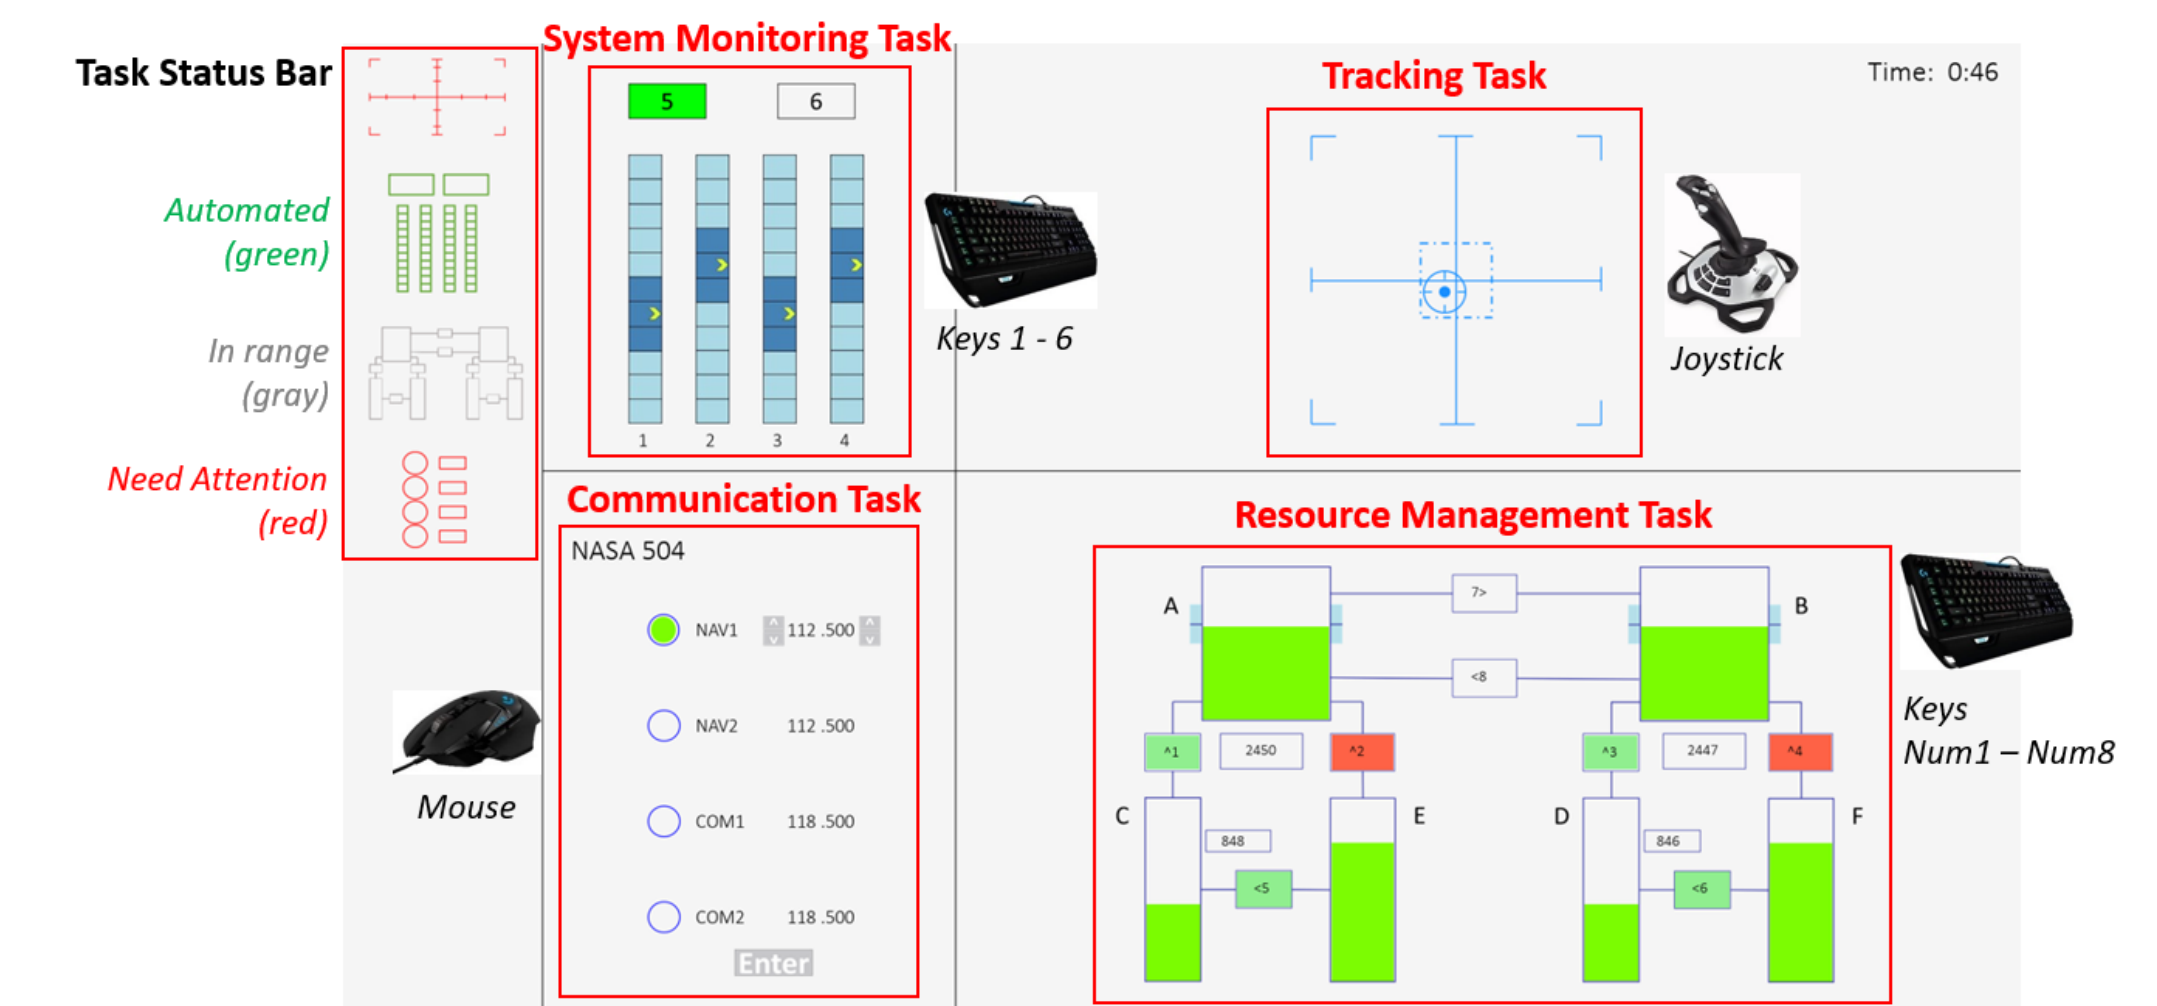 System Monitoring Task
Task Status Bar
Tracking Task
Time: 0:46
5
6
Automated
(green)
In range
(gray)
Need Attention
(red)
>
>
>
>
1
2
3
4
Keys 1 - 6
Joystick
Communication Task
NASA 504
NAV1
^
v
112 .500
^
v
NAV2
112 .500
COM1
118 .500
COM2
118 .500
Enter
Mouse
Resource Management Task
A
7>
B
<8
^1
2450
^2
^3
2447
^4
C
848
E
D
846
F
<5
<6
Keys
Num1 – Num8